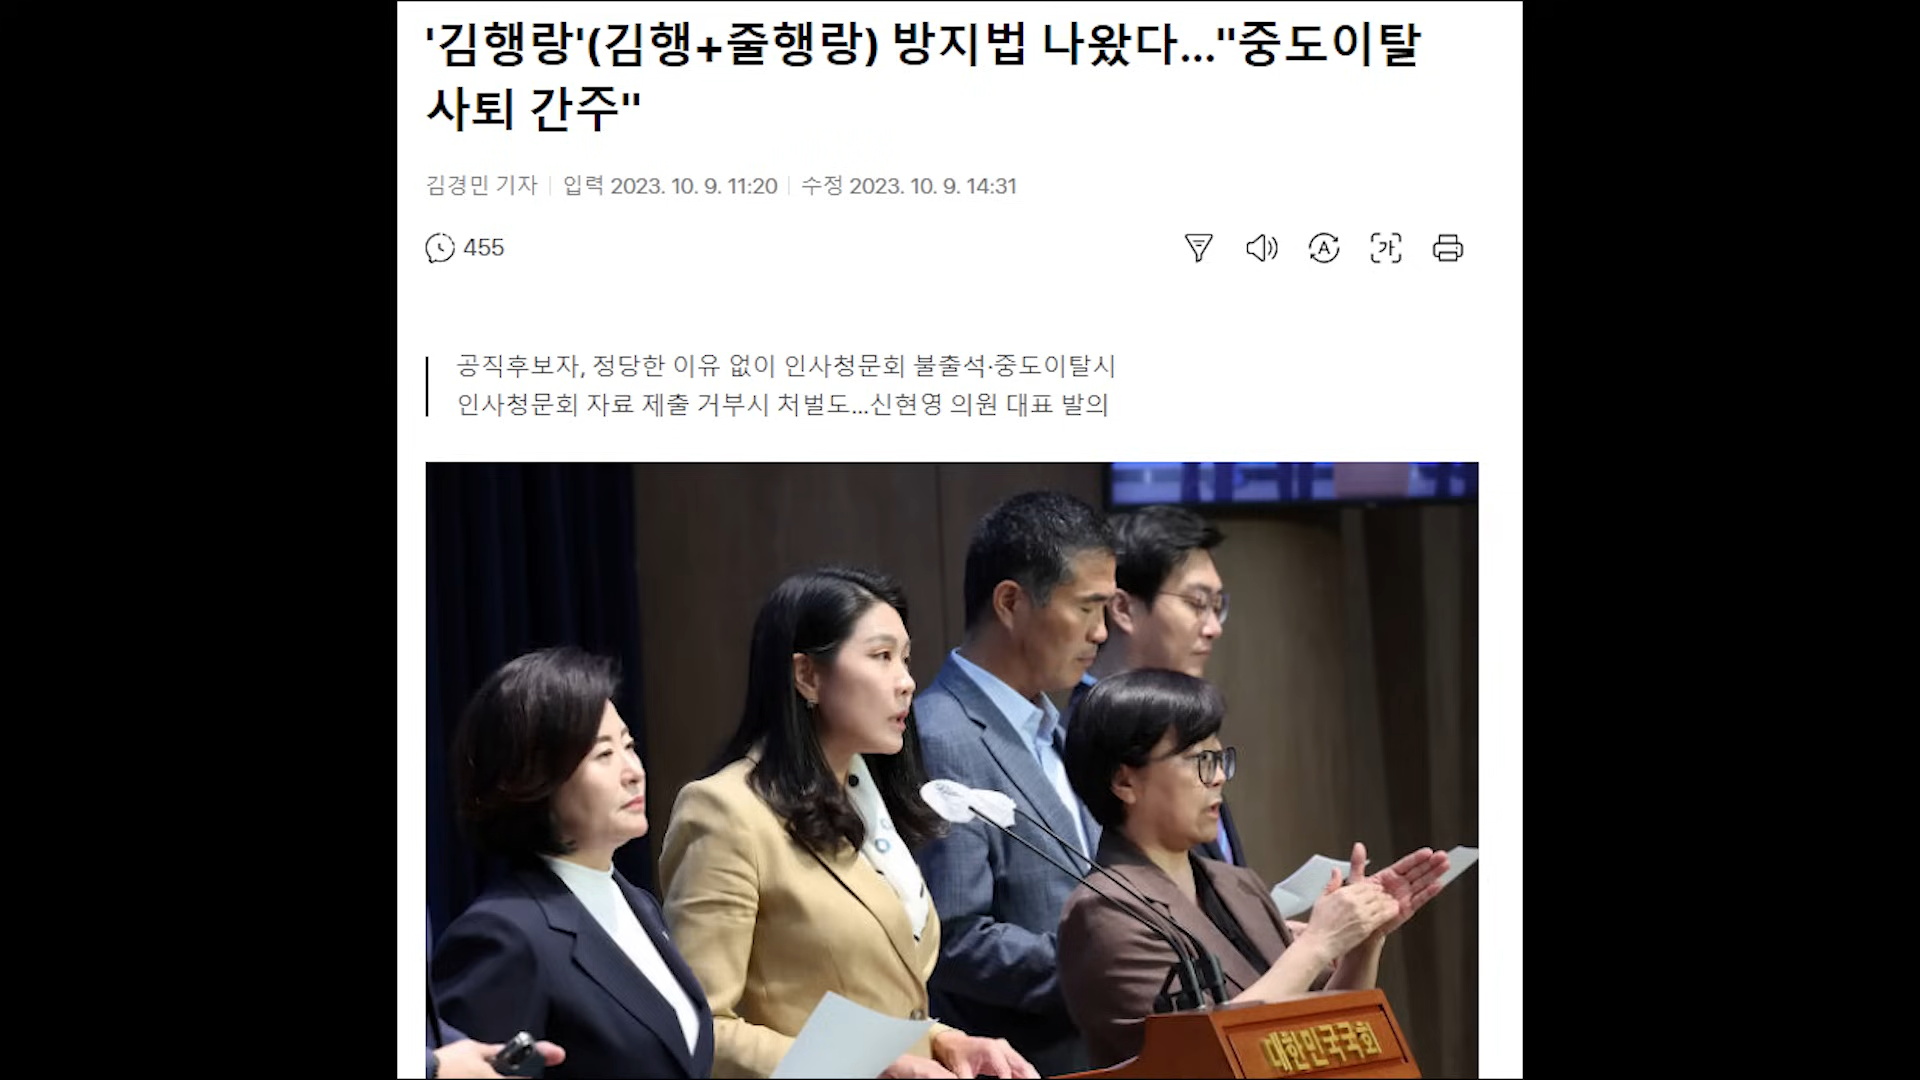 '김행랑'(김행+줄행랑) 방지법 나왔다..."중도이탈
사퇴 간주"
김경민 기자 입력 2023. 10. 9. 11:20 수정 2023. 10. 9. 14:31
455
가
공직후보자, 정당한 이유 없이 인사청문회 불출석·중도이탈시
인사청문회 자료 제출 거부시 처벌도...신현영 의원 대표 발의
대한민국국회